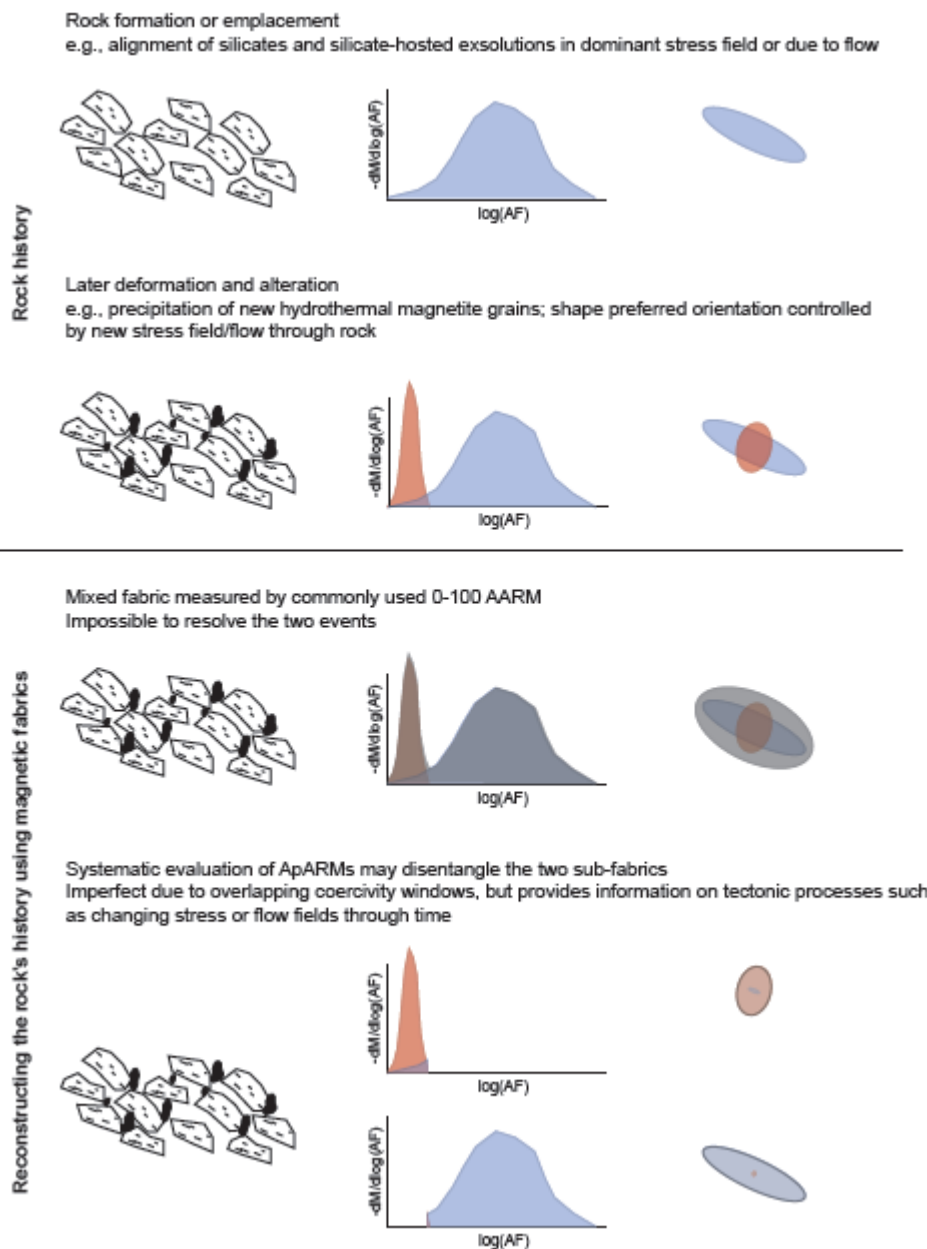 Rock formation or emplacement
e.g., alignment of silicates and silicate-hosted exsolutions in dominant stress field or due to flow
-dM/dlog(AF)
log(AF)
Rock history
Later deformation and alteration
e.g., precipitation of new hydrothermal magnetite grains; shape preferred orientation controlled
by new stress field/flow through rock
-dM/dlog(AF)
log(AF)
Mixed fabric measured by commonly used 0-100 AARM
Impossible to resolve the two events
-dM/dlog(AF)
log(AF)
Reconstructing the rock's history using magnetic fabrics
Systematic evaluation of ApARMs may disentangle the two sub-fabrics
Imperfect due to overlapping coercivity windows, but provides information on tectonic processes such
as changing stress or flow fields through time
-dM/dlog(AF)
log(AF)
-dM/dlog(AF)
log(AF)